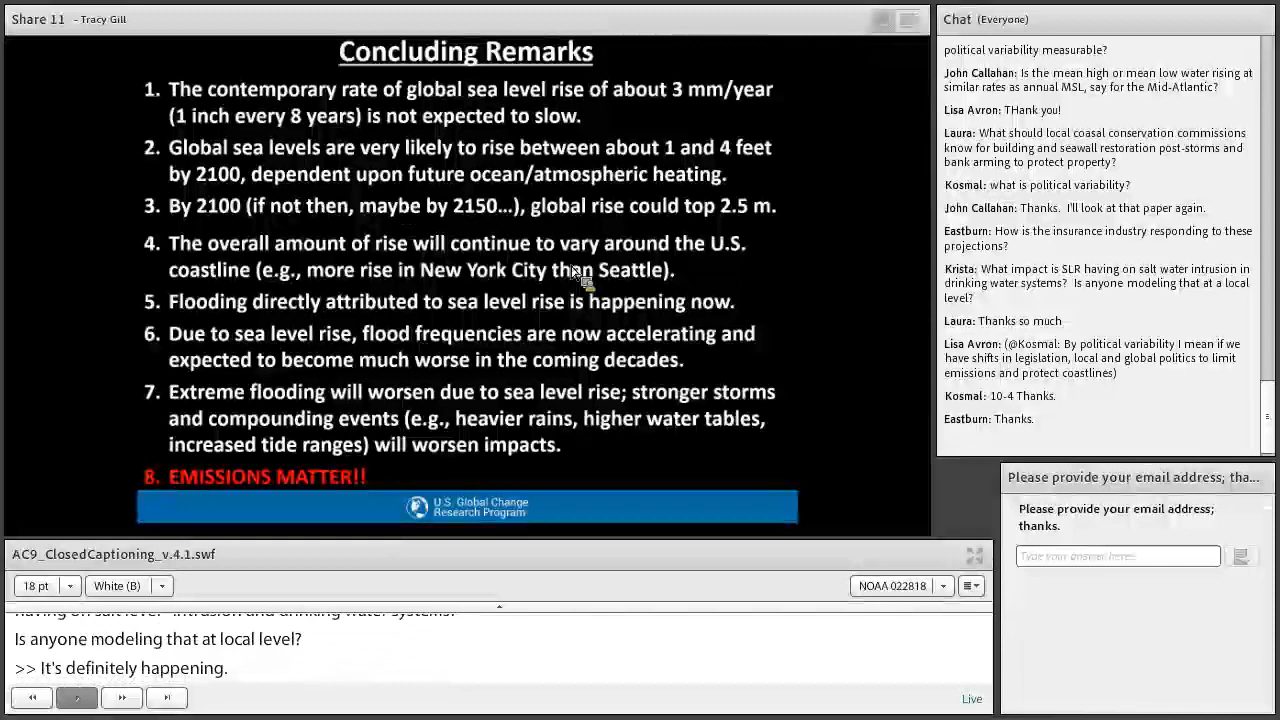 Share 11 - Tracy Gill
Concluding Remarks
1. The contemporary rate of global sea level rise of about 3 mm/year
(1 inch every 8 years) is not expected to slow.
2. Global sea levels are very likely to rise between about 1 and 4 feet
by 2100, dependent upon future ocean/atmospheric heating.
3. By 2100 (if not then, maybe by 2150...), global rise could top 2.5 m.
4. The overall amount of rise will continue to vary around the U.S.
coastline (e.g., more rise in New York City than Seattle).
5. Flooding directly attributed to sea level rise is happening now.
6. Due to sea level rise, flood frequencies are now accelerating and
expected to become much worse in the coming decades.
7. Extreme flooding will worsen due to sea level rise; stronger storms
and compounding events (e.g., heavier rains, higher water tables,
increased tide ranges) will worsen impacts.
8. EMISSIONS MATTER!!
U.S. Global Change
Research Program
Chat (Everyone)
political variability measurable?
John Callahan: Is the mean high or mean low water rising at
similar rates as annual MSL, say for the Mid-Atlantic?
Lisa Avron: THank you!
Laura: What should local coasal conservation commissions
know for building and seawall restoration post-storms and
bank arming to protect property?
Kosmal: what is political variability?
John Callahan: Thanks. I'll look at that paper again.
Eastburn: How is the insurance industry responding to these
projections?
Krista: What impact is SLR having on salt water intrusion in
drinking water systems? Is anyone modeling that at a local
level?
Laura: Thanks so much
Lisa Avron: (@Kosmal: By political variability I mean if we
have shifts in legislation, local and global politics to limit
emissions and protect coastlines)
Kosmal: 10-4 Thanks.
Eastburn: Thanks.
Please provide your email address; tha...
Please provide your email address;
thanks.
Type your answer here.
AC9_ClosedCaptioning_v.4.1.swf
18 pt White (B) NOAA 022818
having on salt level intrusion and drinking water systems?
Is anyone modeling that at local level?
>> It's definitely happening.
Live